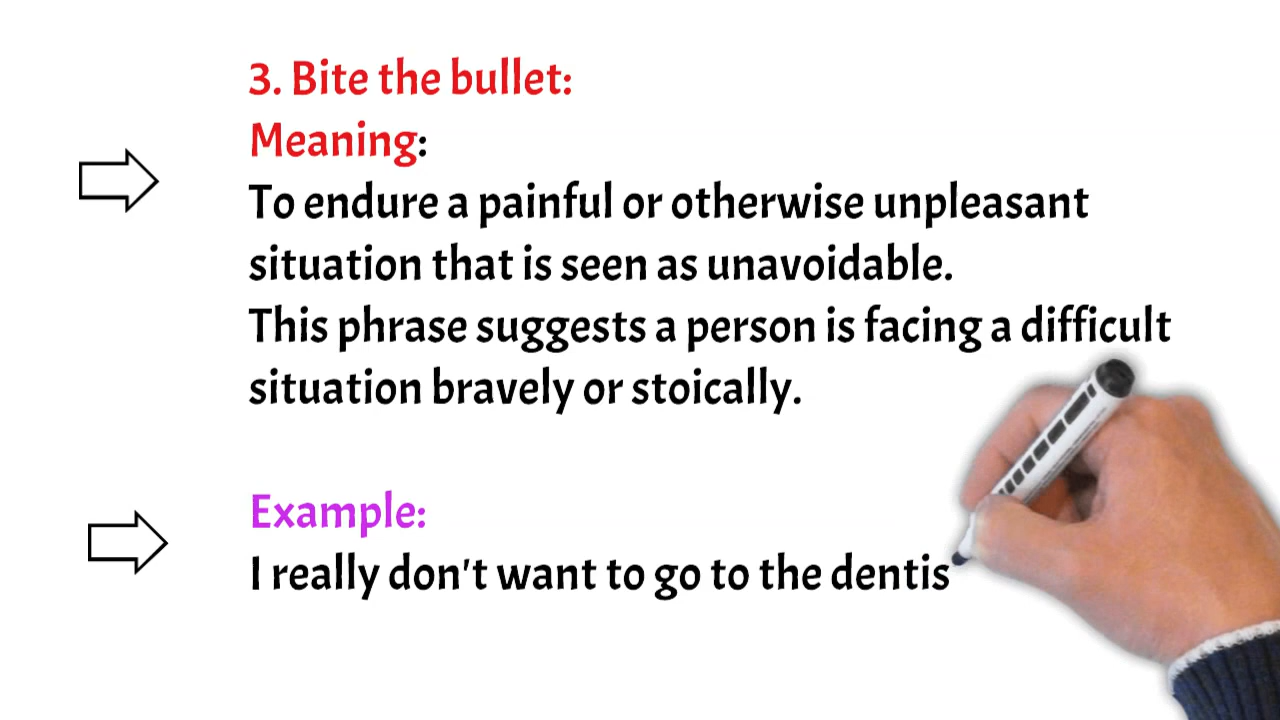 3. Bite the bullet:
Meaning:
To endure a painful or otherwise unpleasant
situation that is seen as unavoidable.
This phrase suggests a person is facing a difficult
situation bravely or stoically.
Example:
I really don't want to go to the dentis